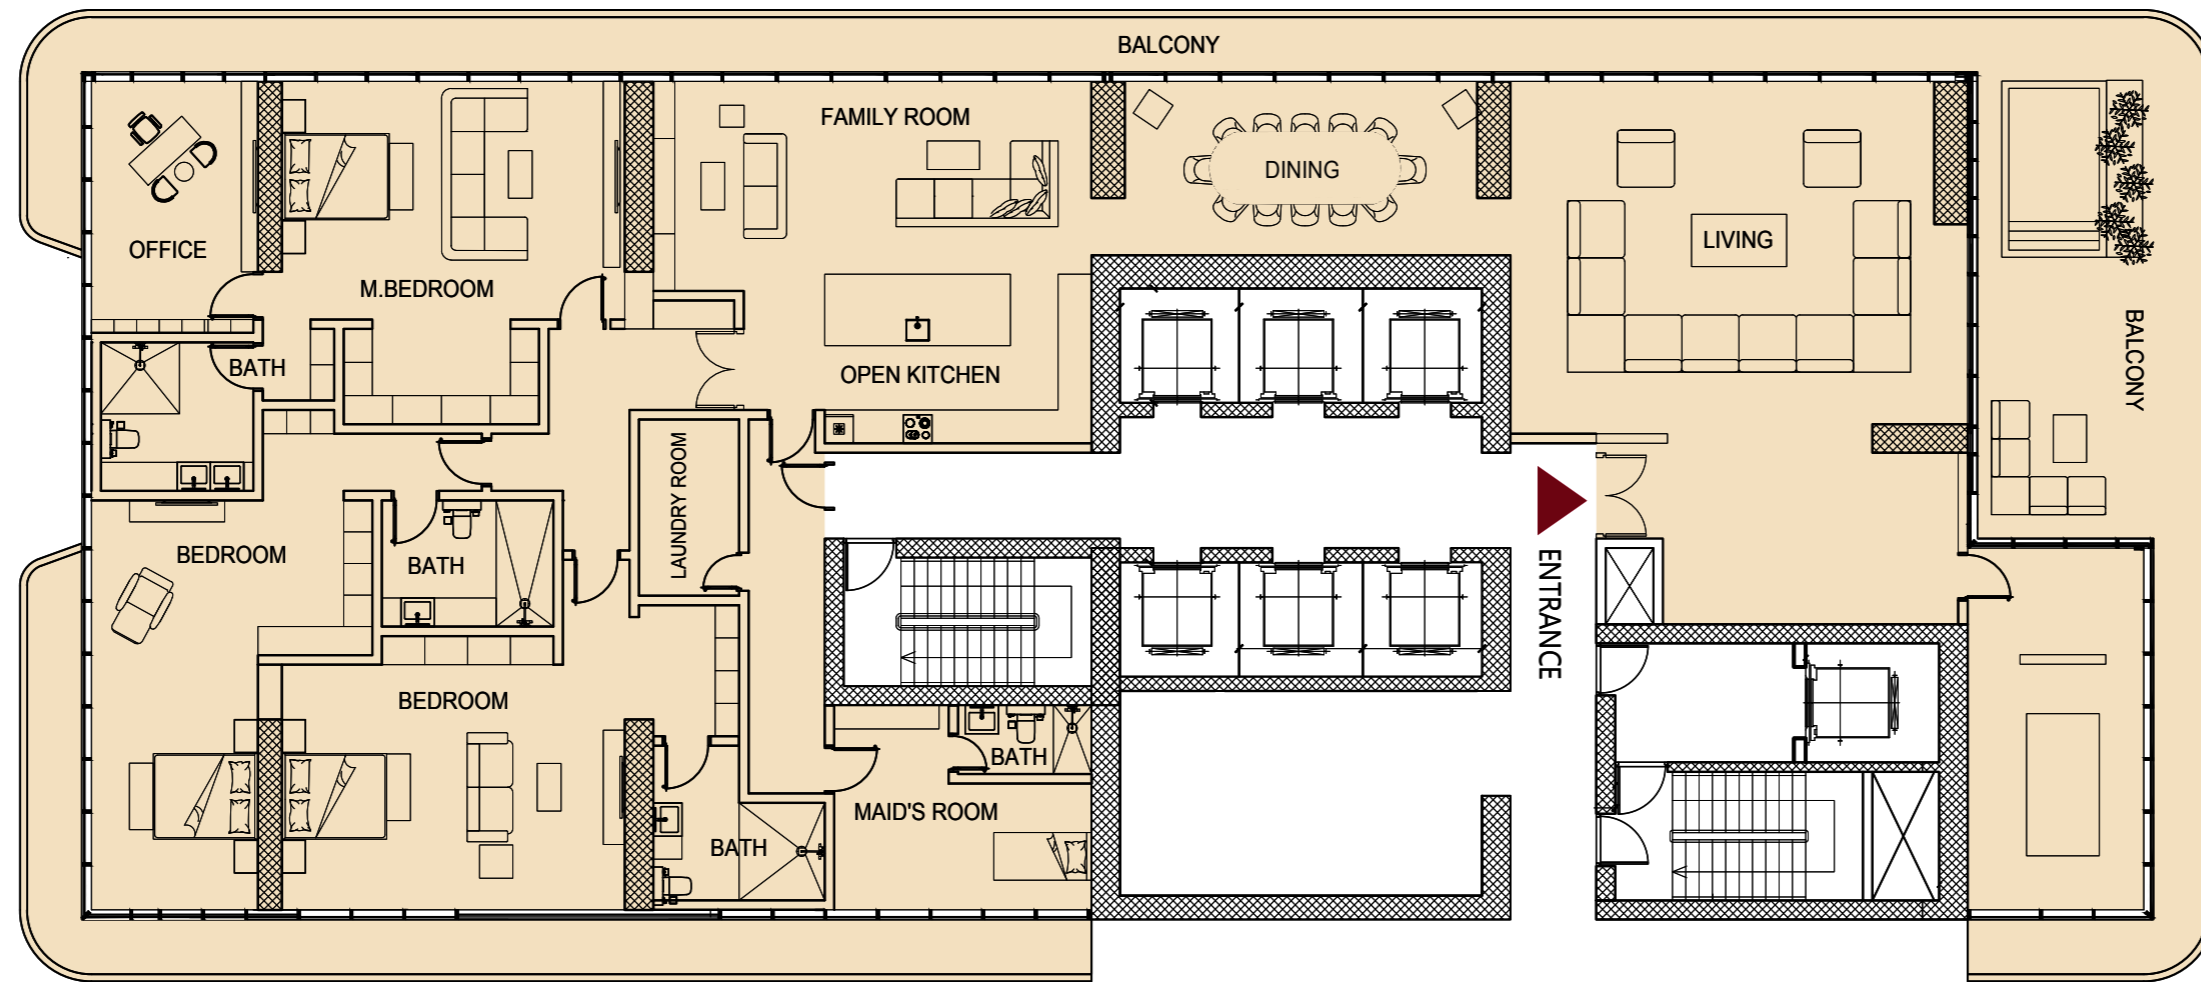 BALCONY
FAMILY ROOM
DINING
OFFICE
LIVING
M.BEDROOM
BALCONY
BATH
OPEN KITCHEN
LAUNDRY ROOM
BEDROOM
BATH
ENTRANCE
BEDROOM
BATH
MAID'S ROOM
BATH